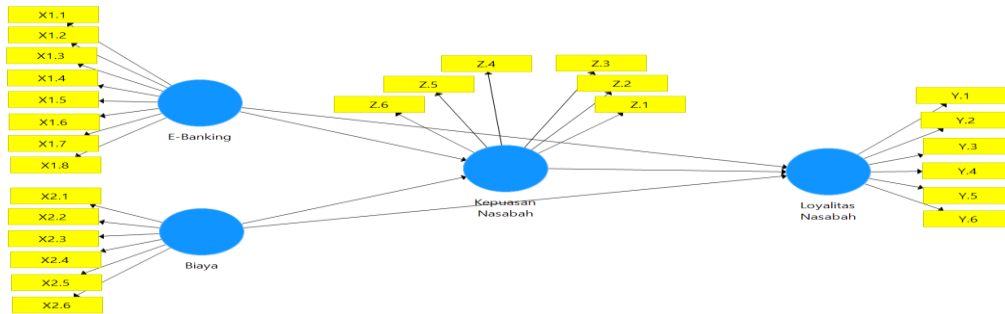 X1.1
X1.2
X1.3
X1.4
X1.5
X1.6
X1.7
X1.8
E-Banking
X2.1
X2.2
X2.3
X2.4
X2.5
X2.6
Biaya
Z.4
Z.5
Z.6
Z.3
Z.2
Z.1
Kepuasan
Nasabah
Y.1
Y.2
Y.3
Y.4
Y.5
Y.6
Loyalitas
Nasabah